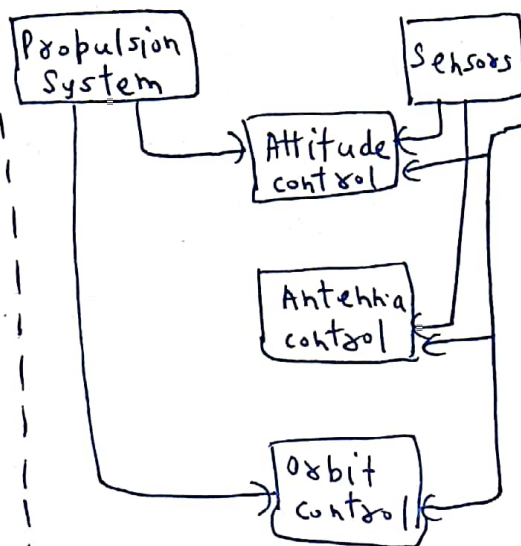 Propulsion
System
Sensors
Attitude
control
Antenna
control
Orbit
control